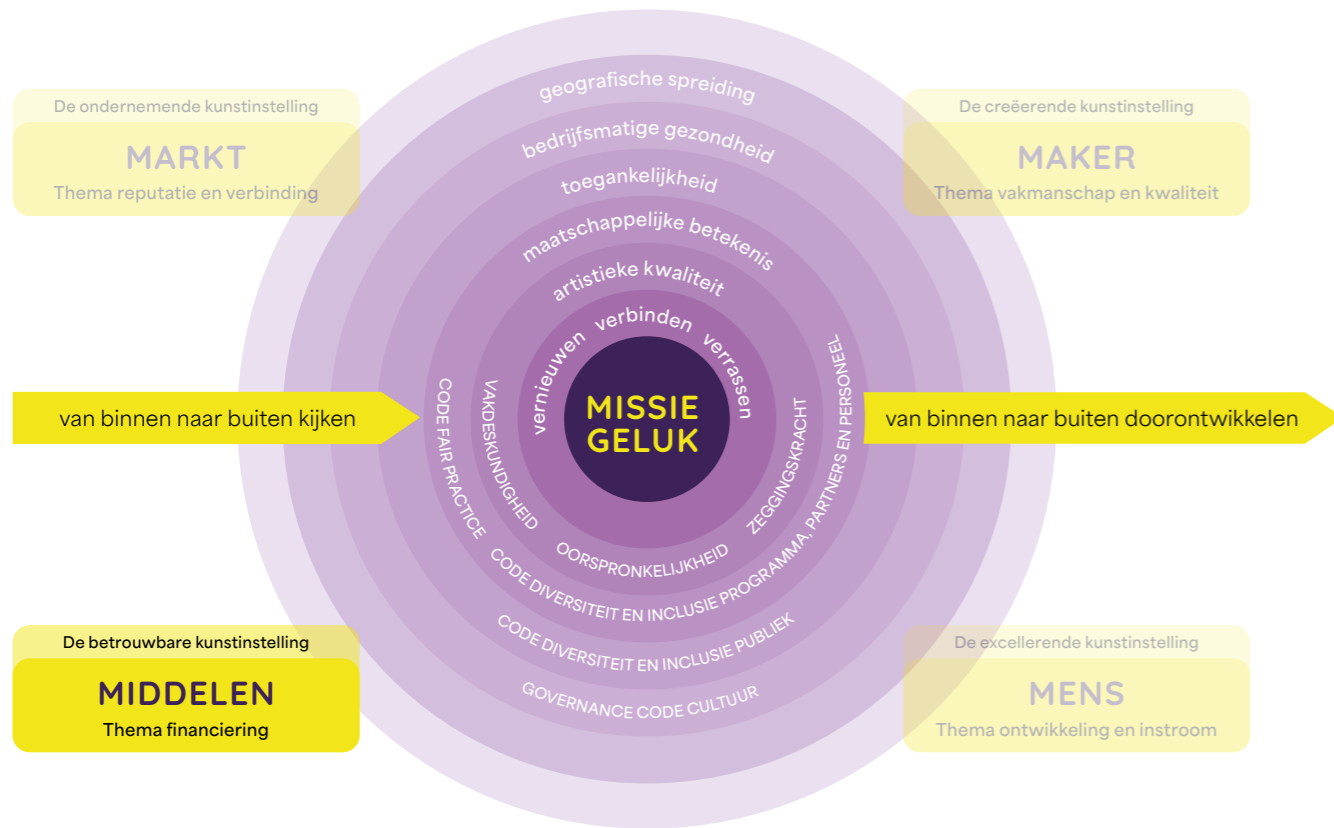 geografische spreiding
De ondernemende kunstinstelling
MARKT
Thema reputatie en verbinding
De creëerende kunstinstelling
MAKER
Thema vakmanschap en kwaliteit
bedrijfsmatige gezondheid
toegankelijkheid
maatschappelijke betekenis
artistieke kwaliteit
vernieuwen verbinden verrassen
van binnen naar buiten kijken
MISSIE
GELUK
van binnen naar buiten doorontwikkelen
VAKDESKUNDIGHEID
OORSPRONKELIJKHEID
ZEGGINGSKRACHT
CODE FAIR PRACTICE
CODE DIVERSITEIT EN INCLUSIE PROGRAMMA, PARTNERS EN PERSONEEL
CODE DIVERSITEIT EN INCLUSIE PUBLIEK
GOVERNANCE CODE CULTUUR
De betrouwbare kunstinstelling
MIDDELEN
Thema financiering
De excellerende kunstinstelling
MENS
Thema ontwikkeling en instroom